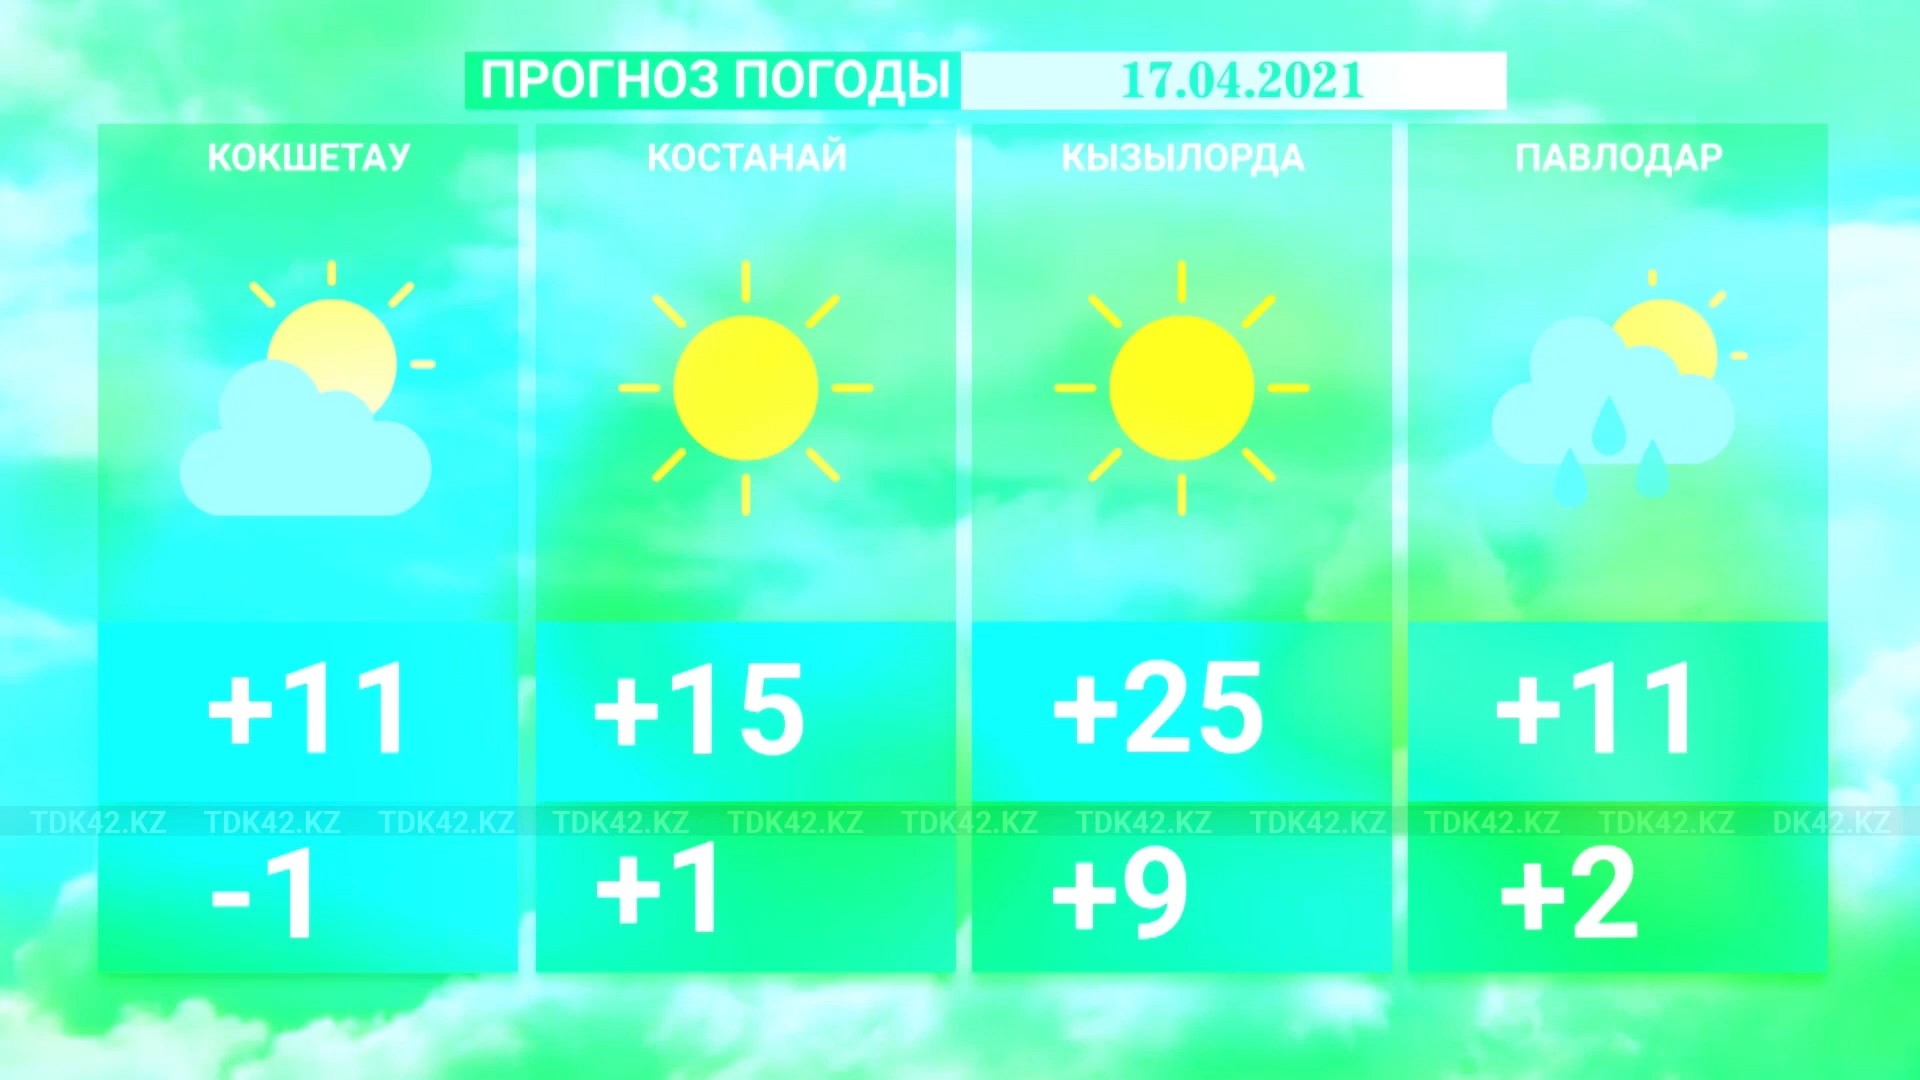 ПРОГНОЗ ПОГОДЫ 17.04.2021
КОКШЕТАУ КОСТАНАЙ КЫЗЫЛОРДА ПАВЛОДАР
+11 +15 +25 +11
TDK42.KZ TDK42.KZ TDK42.KZ TDK42.KZ TDK42.KZ TDK42.KZ TDK42.KZ TDK42.KZ TDK42.KZ TDK42.KZ DK42.KZ
-1 +1 +9 +2